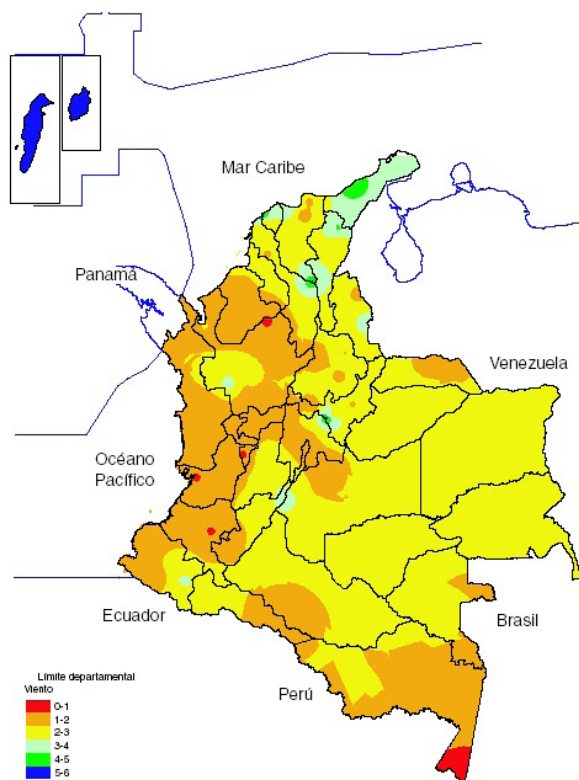 Mar Caribe
Panamá
Venezuela
Océano
Pacífico
Ecuador
Brasil
Perú
Límite departamental
Viento
0-1
1-2
2-3
3-4
4-5
5-6